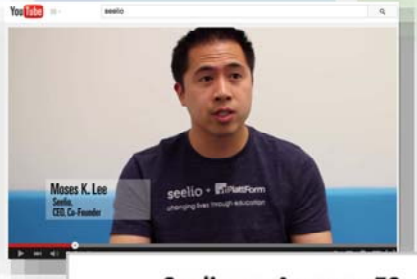 YouTube
seelio
Moses K. Lee
Seelio,
CEO, Co-Founder
seelio + PlattForm
changing lives through education